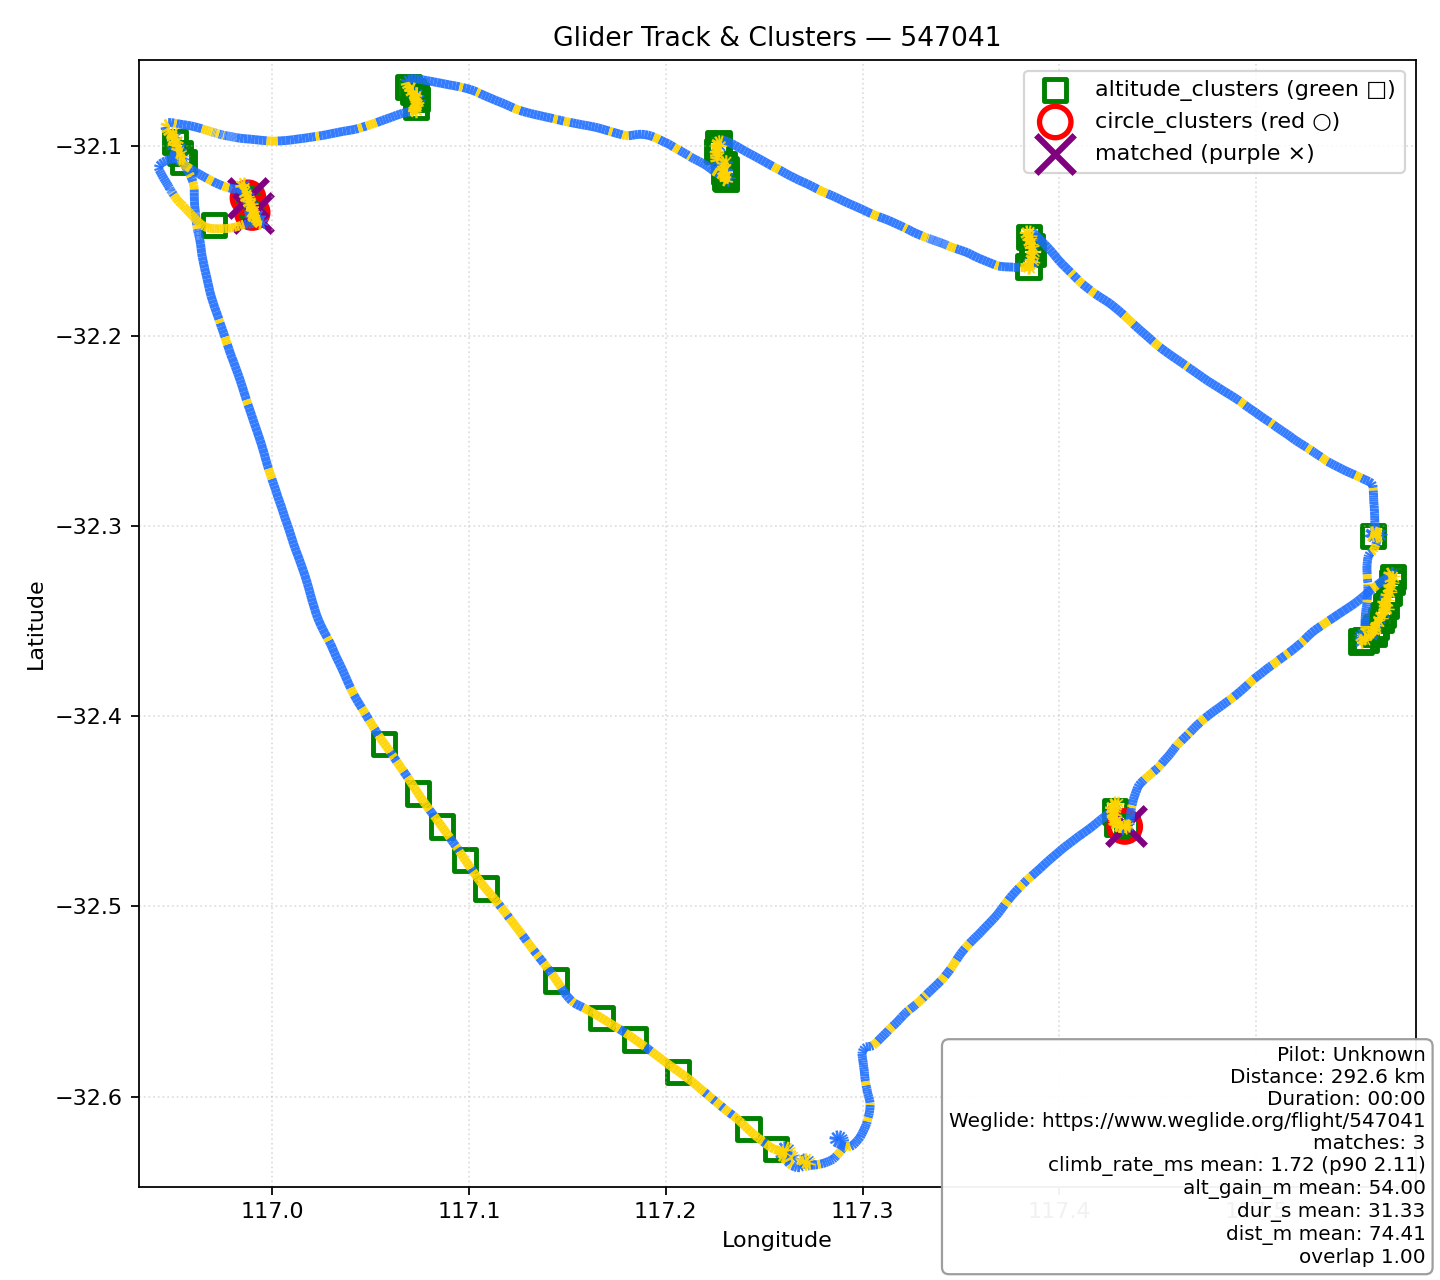 Glider Track & Clusters — 547041
altitude_clusters (green □)
circle_clusters (red ○)
matched (purple ×)
−32.1
−32.2
−32.3
−32.4
−32.5
−32.6
Latitude
117.0
117.1
117.2
117.3
117.4
Longitude
Pilot: Unknown
Distance: 292.6 km
Duration: 00:00
Weglide: https://www.weglide.org/flight/547041
matches: 3
climb_rate_ms mean: 1.72 (p90 2.11)
alt_gain_m mean: 54.00
dur_s mean: 31.33
dist_m mean: 74.41
overlap 1.00